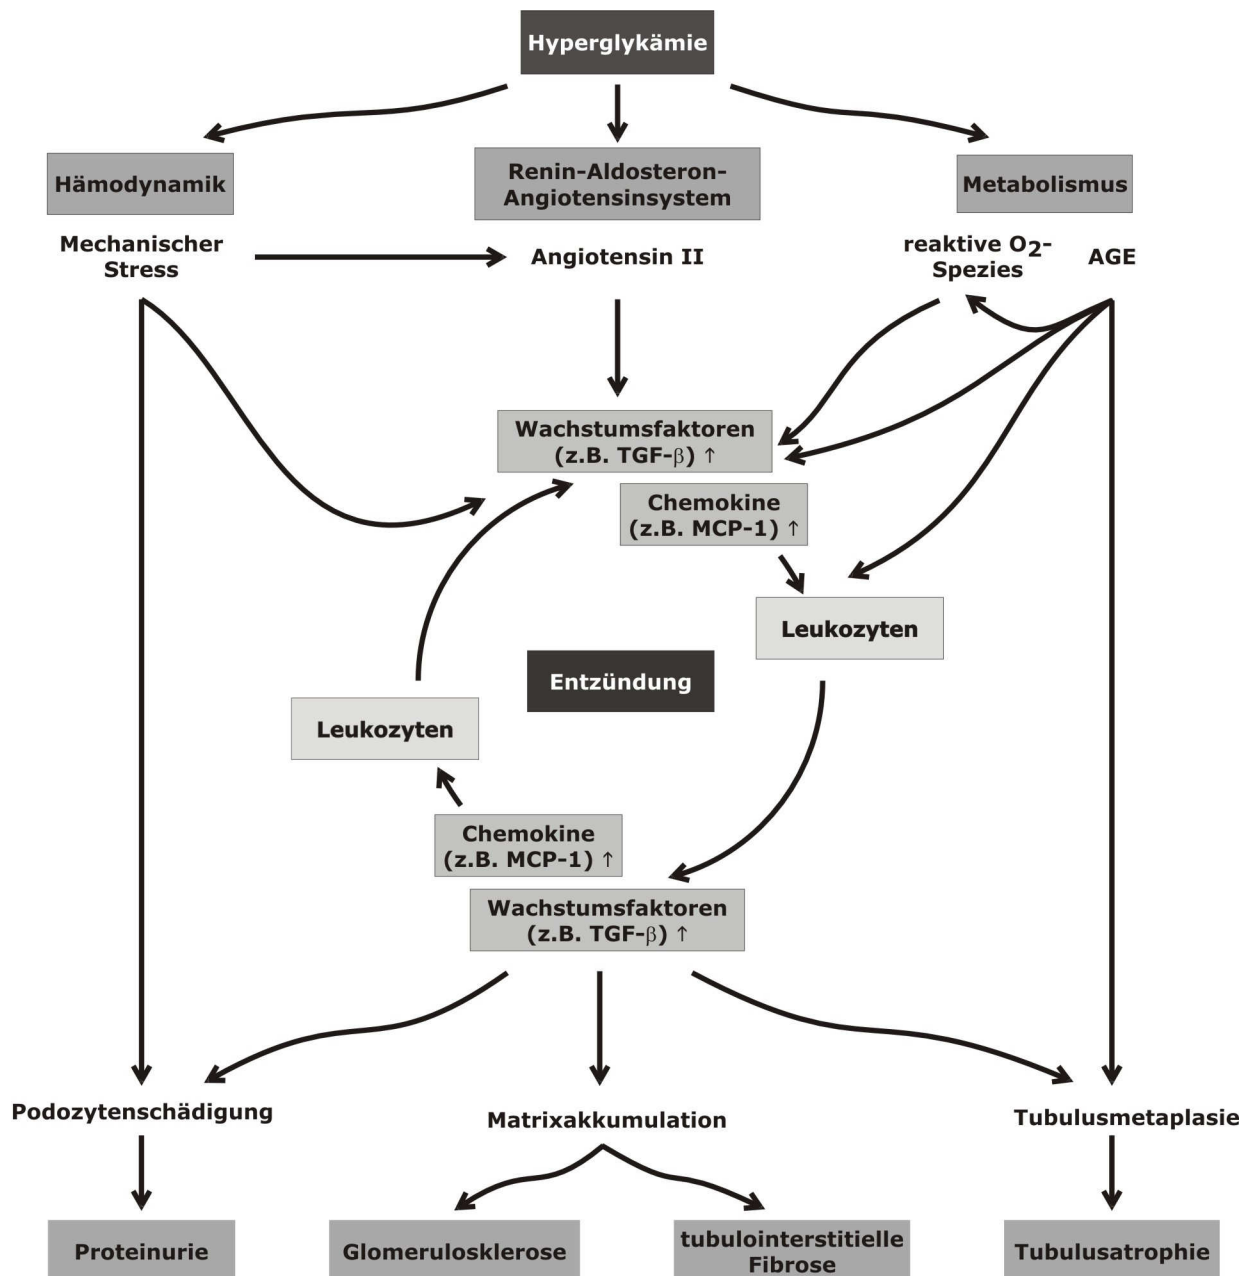 Hyperglykämie
Hämodynamik
Renin-Aldosteron-
Angiotensinsystem
Metabolismus
Mechanischer
Stress
Angiotensin II
reaktive O2-
Spezies
AGE
Wachstumsfaktoren
(z.B. TGF-β) ↑
Chemokine
(z.B. MCP-1) ↑
Leukozyten
Entzündung
Leukozyten
Chemokine
(z.B. MCP-1) ↑
Wachstumsfaktoren
(z.B. TGF-β) ↑
Podozytenschädigung
Matrixakkumulation
Tubulusmetaplasie
Proteinurie
Glomerulosklerose
tubulointerstitielle
Fibrose
Tubulusatrophie